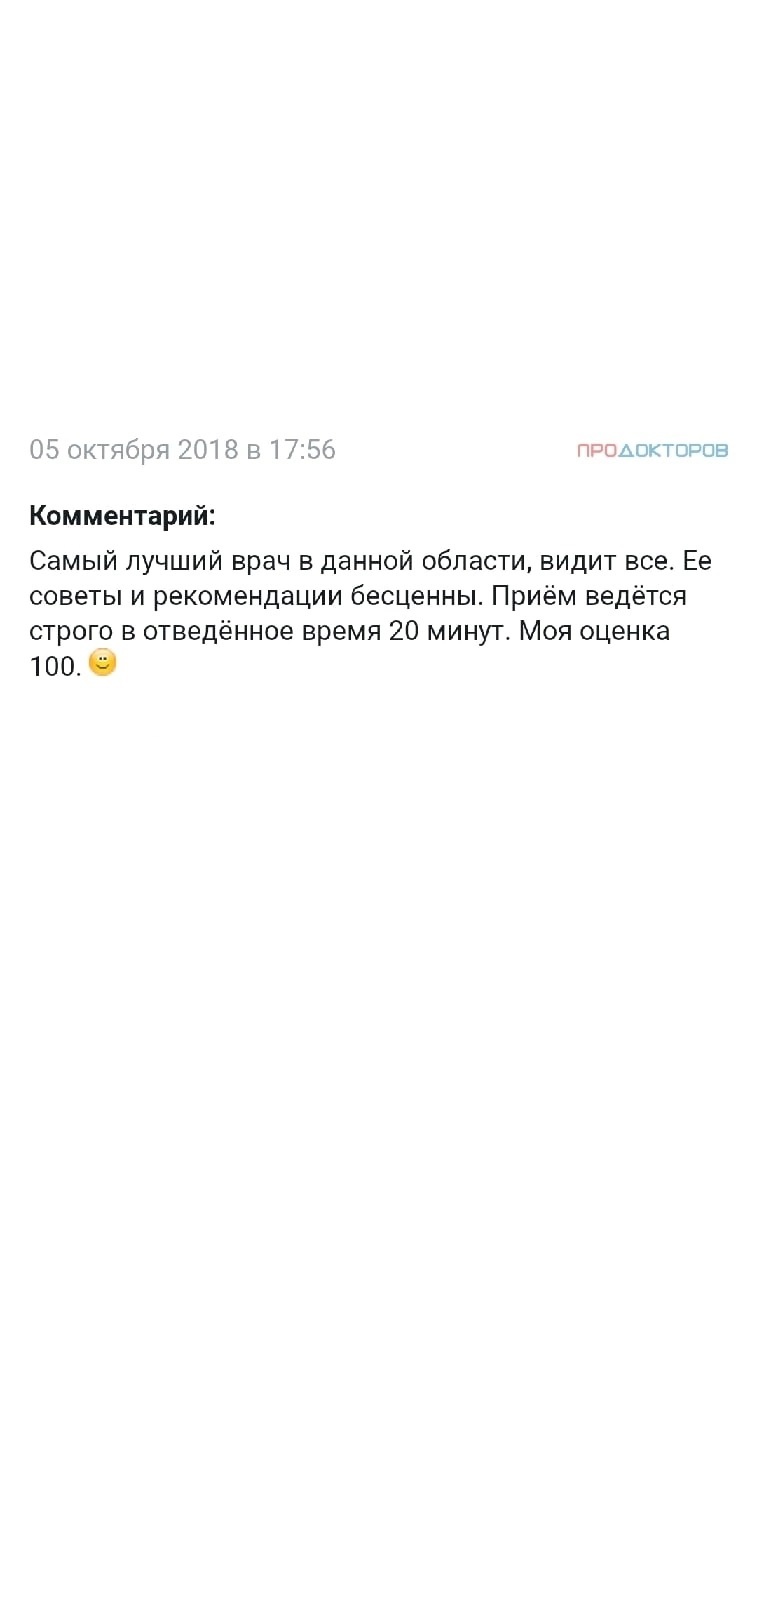 05 октября 2018 в 17:56
ПРОДОКТОРОВ
Комментарий:
Самый лучший врач в данной области, видит все. Ее
советы и рекомендации бесценны. Приём ведётся
строго в отведённое время 20 минут. Моя оценка
100. 🙂